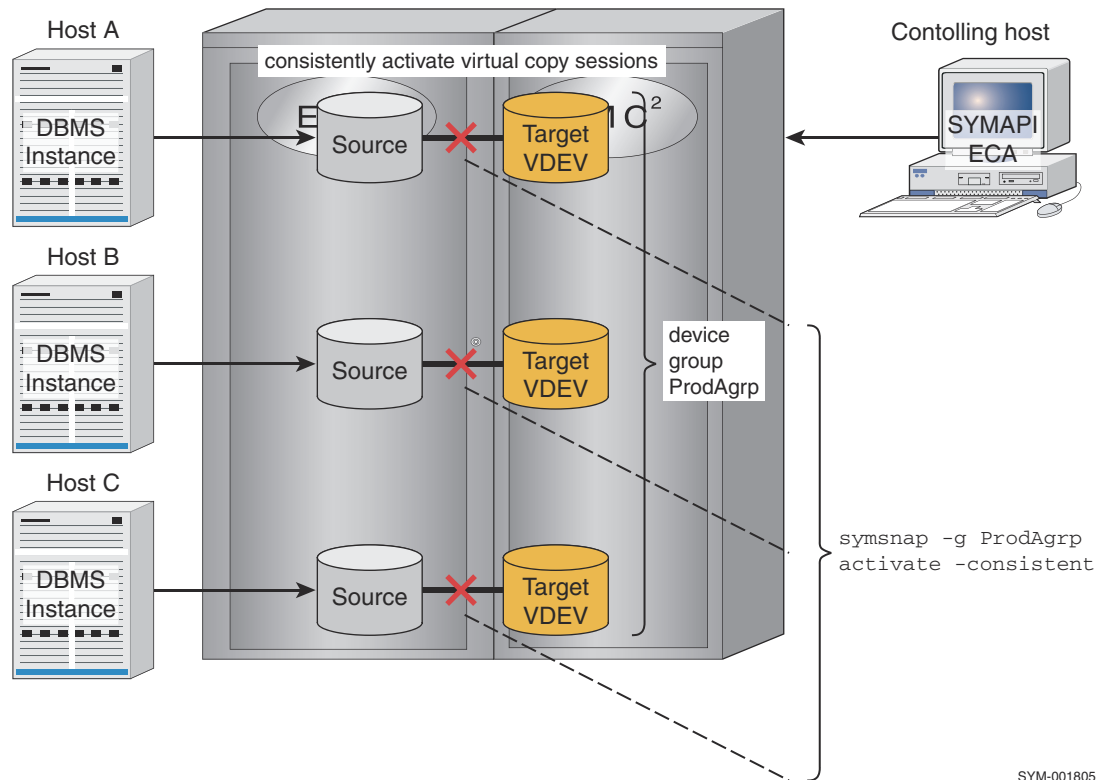 Host A
Contolling host
consistently activate virtual copy sessions
E
C²
DBMS
Instance
Source
Target
VDEV
SYMAPI
ECA
Host B
DBMS
Instance
Source
Target
VDEV
device
group
ProdAgrp
Host C
DBMS
Instance
Source
Target
VDEV
symsnap -g ProdAgrp
activate -consistent
SYM-001805